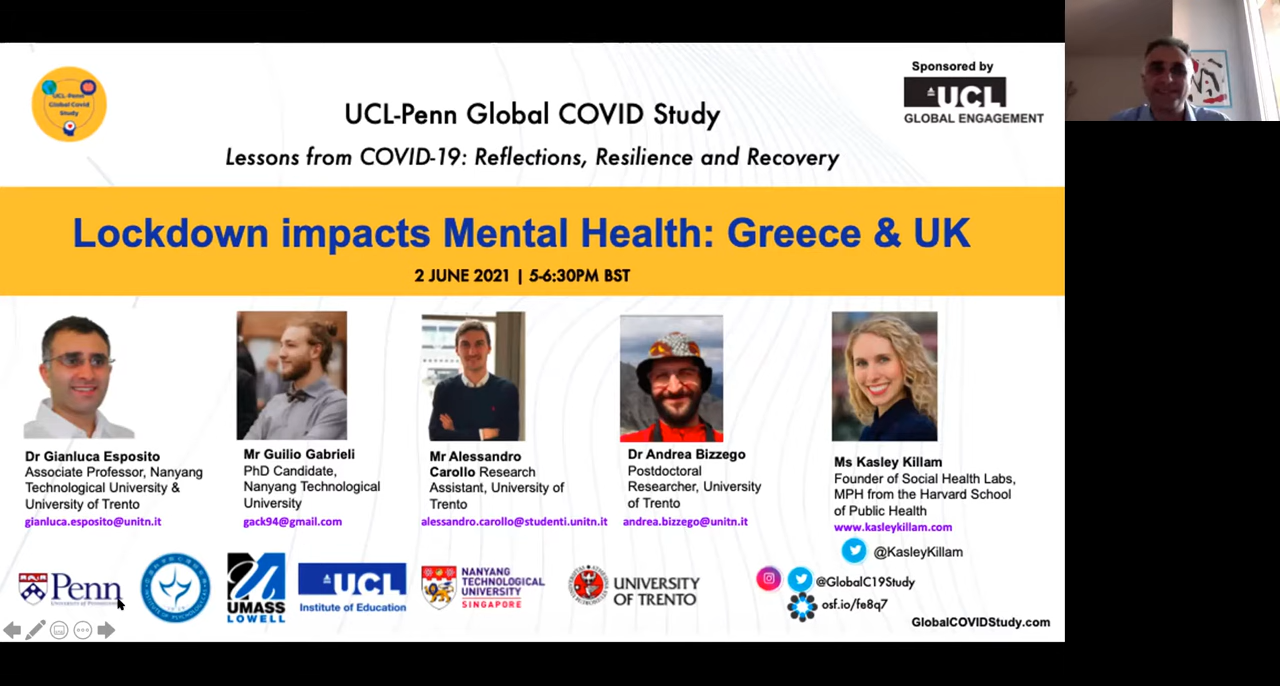 UCL-Penn
Global Covid
Study
UCL-Penn Global COVID Study
Lessons from COVID-19: Reflections, Resilience and Recovery
Sponsored by
UCL
GLOBAL ENGAGEMENT
Lockdown impacts Mental Health: Greece & UK
2 JUNE 2021 | 5-6:30PM BST
Dr Gianluca Esposito
Associate Professor, Nanyang
Technological University &
University of Trento
gianluca.esposito@unitn.it
Mr Guilio Gabrieli
PhD Candidate,
Nanyang Technological
University
gack94@gmail.com
Mr Alessandro
Carollo Research
Assistant, University of
Trento
alessandro.carollo@studenti.unitn.it
Dr Andrea Bizzego
Postdoctoral
Researcher, University
of Trento
andrea.bizzego@unitn.it
Ms Kasley Killam
Founder of Social Health Labs,
MPH from the Harvard School
of Public Health
www.kasleykillam.com
@KasleyKillam
Penn
UMASS
LOWELL
UCL
Institute of Education
NANYANG
TECHNOLOGICAL
UNIVERSITY
SINGAPORE
UNIVERSITY
OF TRENTO
@GlobalC19Study
osf.io/fe8q7
GlobalCOVIDStudy.com